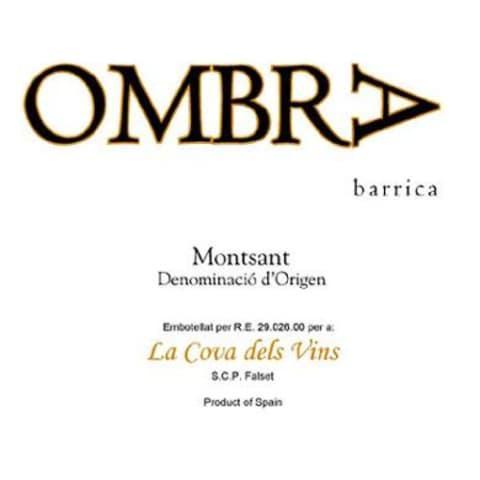 OMBRA
barrica
Montsant
Denominació d'Origen
Embotellat per R.E. 29.026.00 per a:
La Cova dels Vins
S.C.P. Falset
Product of Spain